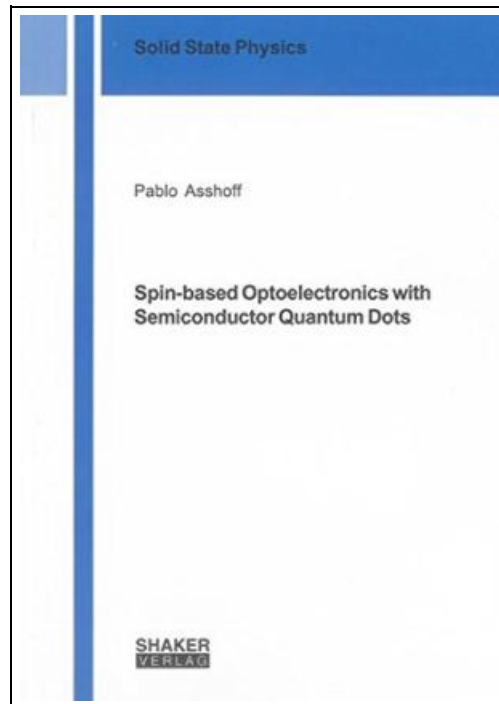 Solid State Physics
Pablo Asshoff
Spin-based Optoelectronics with
Semiconductor Quantum Dots
SHAKER
VERLAG